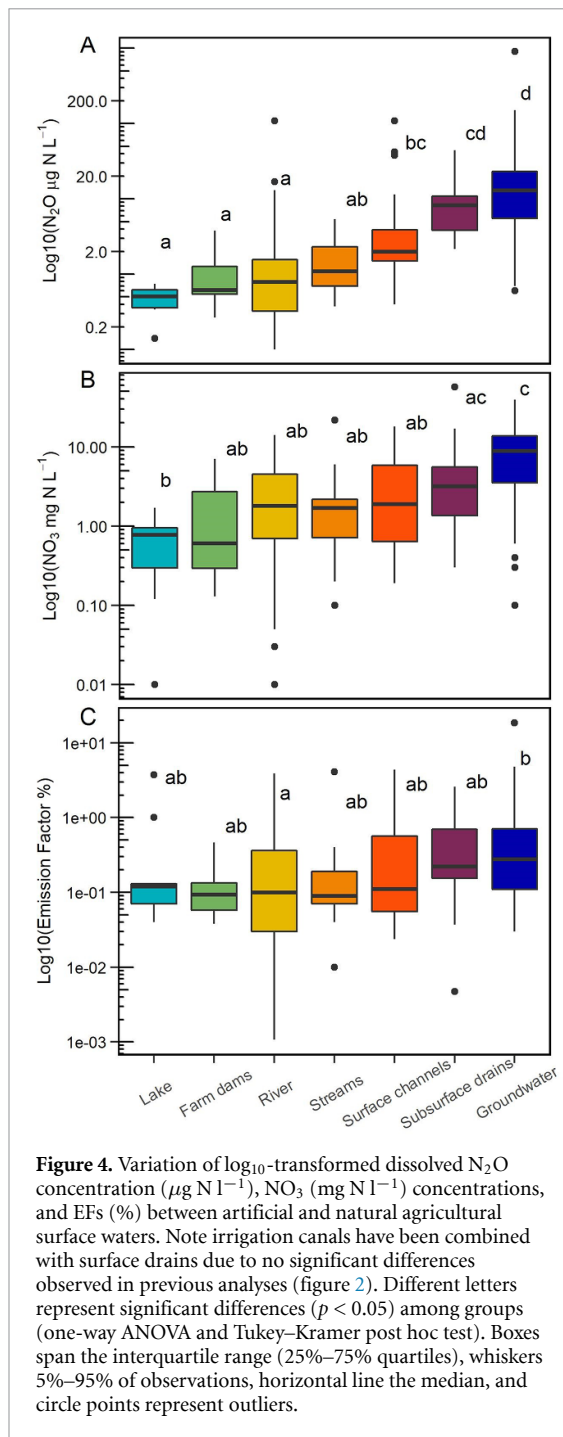 A
Log10(N₂O µg N L⁻¹)
200.0
20.0
2.0
0.2
a
a
a
ab
bc
cd
d
B
Log10(NO₃ mg N L⁻¹)
10.00
1.00
0.10
0.01
b
ab
ab
ab
ab
ac
c
C
Log10(Emission Factor %)
1e+01
1e+00
1e-01
1e-02
1e-03
ab
ab
a
ab
ab
ab
b
Lake
Farm dams
River
Streams
Surface channels
Subsurface drains
Groundwater
Figure 4. Variation of log₁₀-transformed dissolved N₂O
concentration (μg N l⁻¹), NO₃ (mg N l⁻¹) concentrations,
and EFs (%) between artificial and natural agricultural
surface waters. Note irrigation canals have been combined
with surface drains due to no significant differences
observed in previous analyses (figure 2). Different letters
represent significant differences (p < 0.05) among groups
(one-way ANOVA and Tukey–Kramer post hoc test). Boxes
span the interquartile range (25%–75% quartiles), whiskers
5%–95% of observations, horizontal line the median, and
circle points represent outliers.